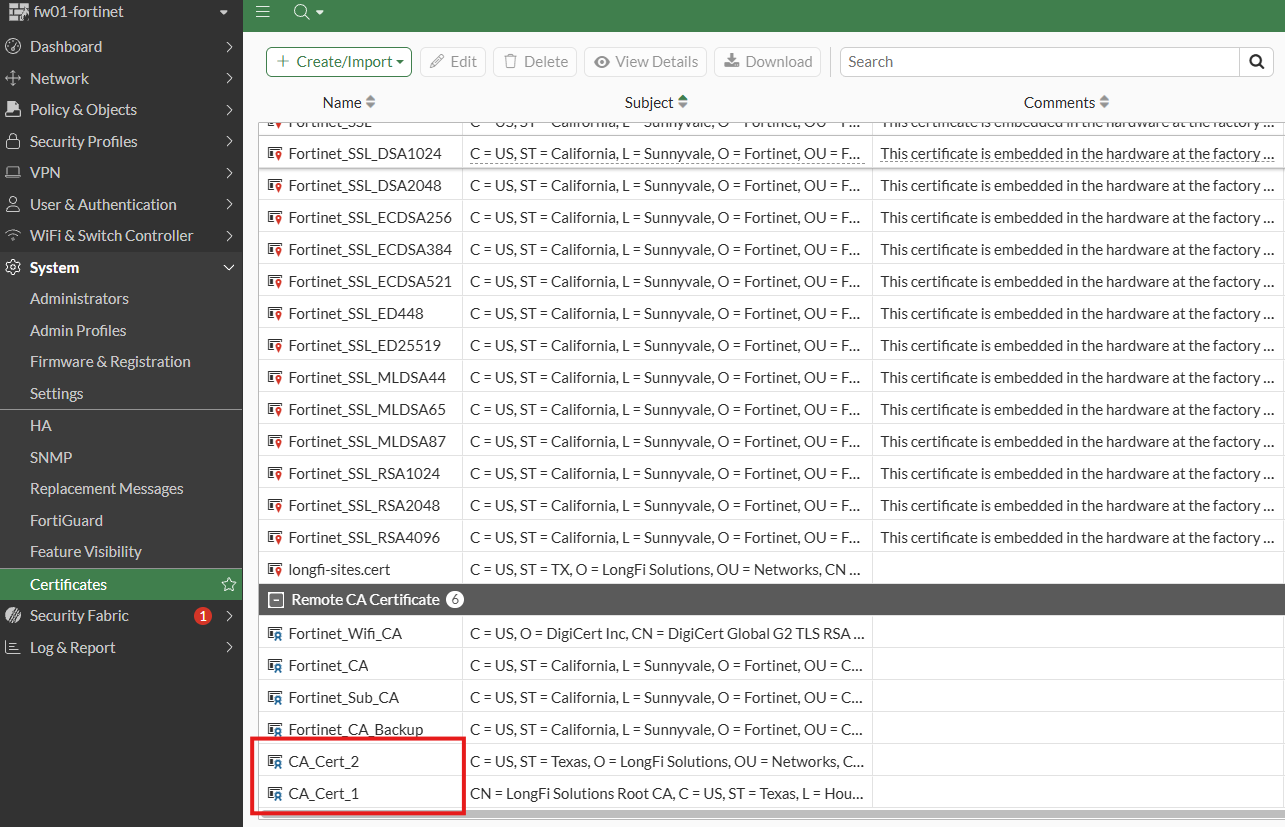 fw01-fortinet
Dashboard
Network
Policy & Objects
Security Profiles
VPN
User & Authentication
WiFi & Switch Controller
System
Administrators
Admin Profiles
Firmware & Registration
Settings
HA
SNMP
Replacement Messages
FortiGuard
Feature Visibility
Certificates
Security Fabric 1
Log & Report
Create/Import Edit Delete View Details Download Search
Name Subject Comments
Fortinet_SSL C = US, ST = California, L = Sunnyvale, O = Fortinet, OU = F... This certificate is embedded in the hardware at the factory ...
Fortinet_SSL_DSA1024 C = US, ST = California, L = Sunnyvale, O = Fortinet, OU = F... This certificate is embedded in the hardware at the factory ...
Fortinet_SSL_DSA2048 C = US, ST = California, L = Sunnyvale, O = Fortinet, OU = F... This certificate is embedded in the hardware at the factory ...
Fortinet_SSL_ECDSA256 C = US, ST = California, L = Sunnyvale, O = Fortinet, OU = F... This certificate is embedded in the hardware at the factory ...
Fortinet_SSL_ECDSA384 C = US, ST = California, L = Sunnyvale, O = Fortinet, OU = F... This certificate is embedded in the hardware at the factory ...
Fortinet_SSL_ECDSA521 C = US, ST = California, L = Sunnyvale, O = Fortinet, OU = F... This certificate is embedded in the hardware at the factory ...
Fortinet_SSL_ED448 C = US, ST = California, L = Sunnyvale, O = Fortinet, OU = F... This certificate is embedded in the hardware at the factory ...
Fortinet_SSL_ED25519 C = US, ST = California, L = Sunnyvale, O = Fortinet, OU = F... This certificate is embedded in the hardware at the factory ...
Fortinet_SSL_MLDSA44 C = US, ST = California, L = Sunnyvale, O = Fortinet, OU = F... This certificate is embedded in the hardware at the factory ...
Fortinet_SSL_MLDSA65 C = US, ST = California, L = Sunnyvale, O = Fortinet, OU = F... This certificate is embedded in the hardware at the factory ...
Fortinet_SSL_MLDSA87 C = US, ST = California, L = Sunnyvale, O = Fortinet, OU = F... This certificate is embedded in the hardware at the factory ...
Fortinet_SSL_RSA1024 C = US, ST = California, L = Sunnyvale, O = Fortinet, OU = F... This certificate is embedded in the hardware at the factory ...
Fortinet_SSL_RSA2048 C = US, ST = California, L = Sunnyvale, O = Fortinet, OU = F... This certificate is embedded in the hardware at the factory ...
Fortinet_SSL_RSA4096 C = US, ST = California, L = Sunnyvale, O = Fortinet, OU = F... This certificate is embedded in the hardware at the factory ...
longfi-sites.cert C = US, ST = TX, O = LongFi Solutions, OU = Networks, CN ...
Remote CA Certificate 6
Fortinet_Wifi_CA C = US, O = DigiCert Inc, CN = DigiCert Global G2 TLS RSA ...
Fortinet_CA C = US, ST = California, L = Sunnyvale, O = Fortinet, OU = C...
Fortinet_Sub_CA C = US, ST = California, L = Sunnyvale, O = Fortinet, OU = C...
Fortinet_CA_Backup C = US, ST = California, L = Sunnyvale, O = Fortinet, OU = C...
CA_Cert_2 C = US, ST = Texas, O = LongFi Solutions, OU = Networks, C...
CA_Cert_1 CN = LongFi Solutions Root CA, C = US, ST = Texas, L = Hou...